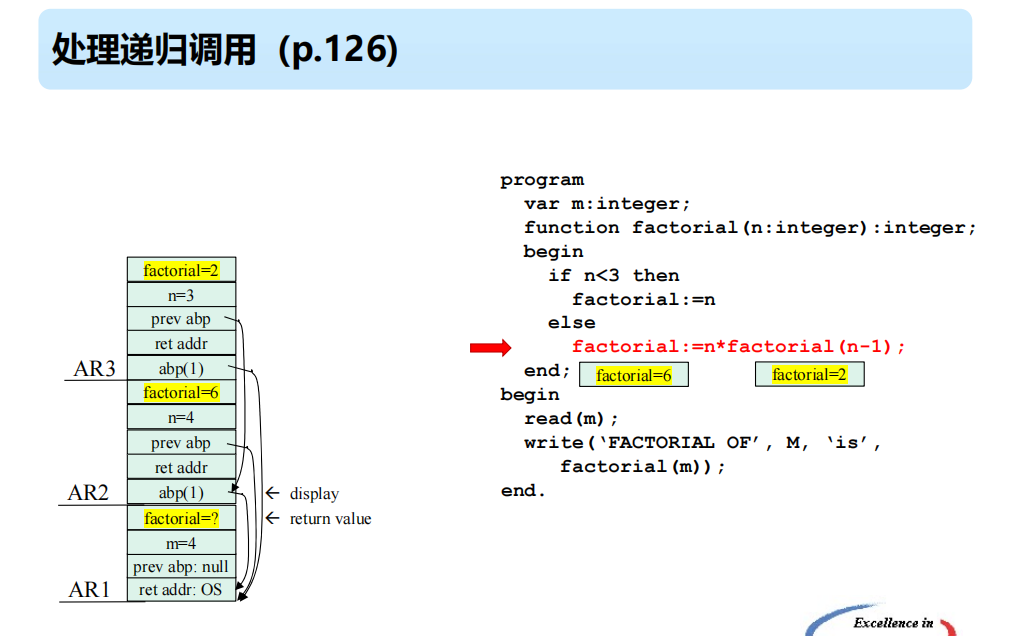 处理递归调用 (p.126)
program
var m:integer;
function factorial(n:integer):integer;
begin
if n<3 then
factorial:=n
else
factorial:=n*factorial(n-1);
end;
factorial=6
factorial=2
begin
read(m);
write(‘FACTORIAL OF’, M, ‘is’,
factorial(m));
end.
factorial=2
n=3
prev abp
ret addr
AR3 abp(1)
factorial=6
n=4
prev abp
ret addr
AR2 abp(1) ← display
factorial=? ← return value
m=4
prev abp: null
AR1 ret addr: OS
Excellence in